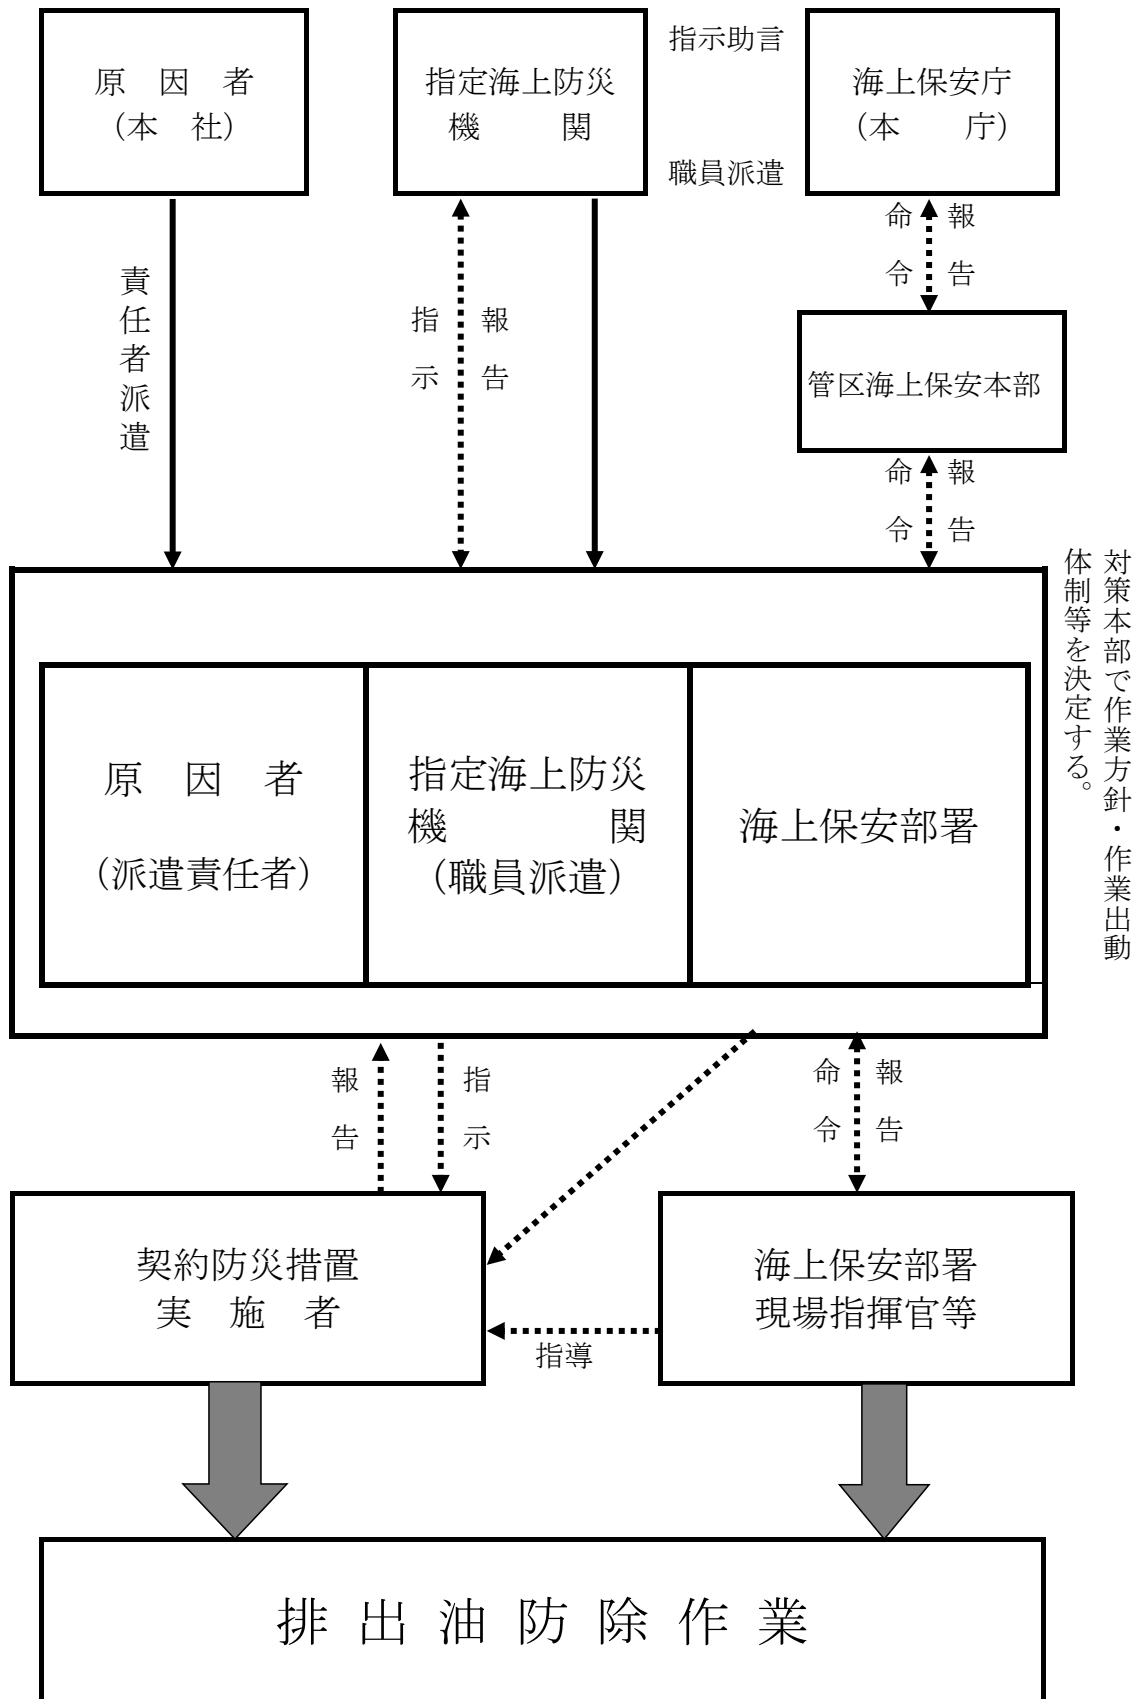 原　因　者
（本　社）
指定海上防災
機　　　関
指示助言
職員派遣
海上保安庁
（本　　庁）
命令
報告
管区海上保安本部
責任者派遣
指示
報告
命令
報告
対策本部で作業方針・作業出動
体制等を決定する。
原　因　者
（派遣責任者）
指定海上防災
機　　　　関
（職員派遣）
海上保安部署
報告
指示
命令
報告
契約防災措置
実　施　者
海上保安部署
現場指揮官等
指導
排 出 油 防 除 作 業